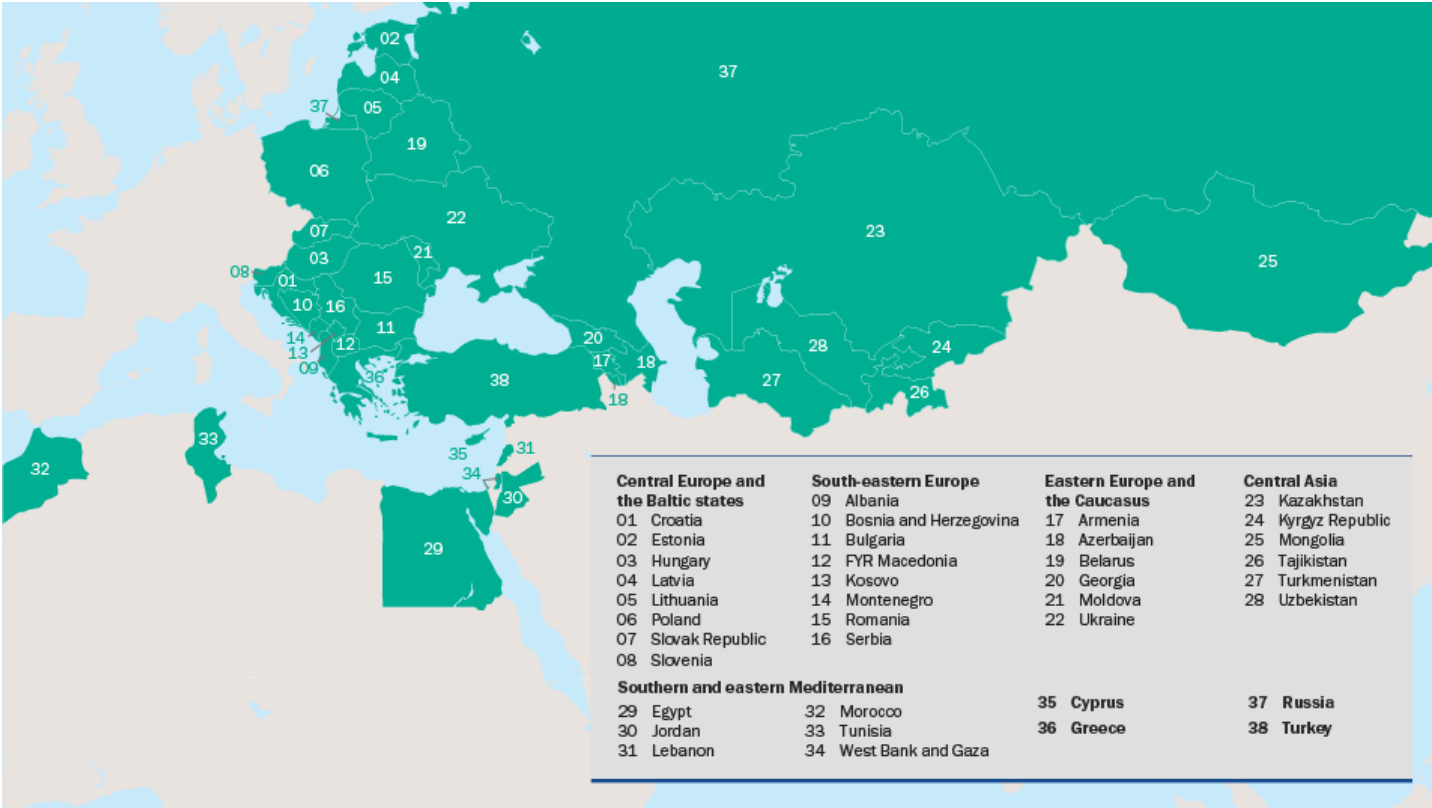 02
37
04
37
05
19
06
22
07
23
21
03
25
08
15
01
10
16
11
14
20
12
28
24
13
17
18
09
36
38
27
26
18
33
31
35
32
34
30
29
Central Europe and
the Baltic states
01 Croatia
02 Estonia
03 Hungary
04 Latvia
05 Lithuania
06 Poland
07 Slovak Republic
08 Slovenia
South-eastern Europe
09 Albania
10 Bosnia and Herzegovina
11 Bulgaria
12 FYR Macedonia
13 Kosovo
14 Montenegro
15 Romania
16 Serbia
Eastern Europe and
the Caucasus
17 Armenia
18 Azerbaijan
19 Belarus
20 Georgia
21 Moldova
22 Ukraine
Central Asia
23 Kazakhstan
24 Kyrgyz Republic
25 Mongolia
26 Tajikistan
27 Turkmenistan
28 Uzbekistan
Southern and eastern Mediterranean
29 Egypt
30 Jordan
31 Lebanon
32 Morocco
33 Tunisia
34 West Bank and Gaza
35 Cyprus
36 Greece
37 Russia
38 Turkey